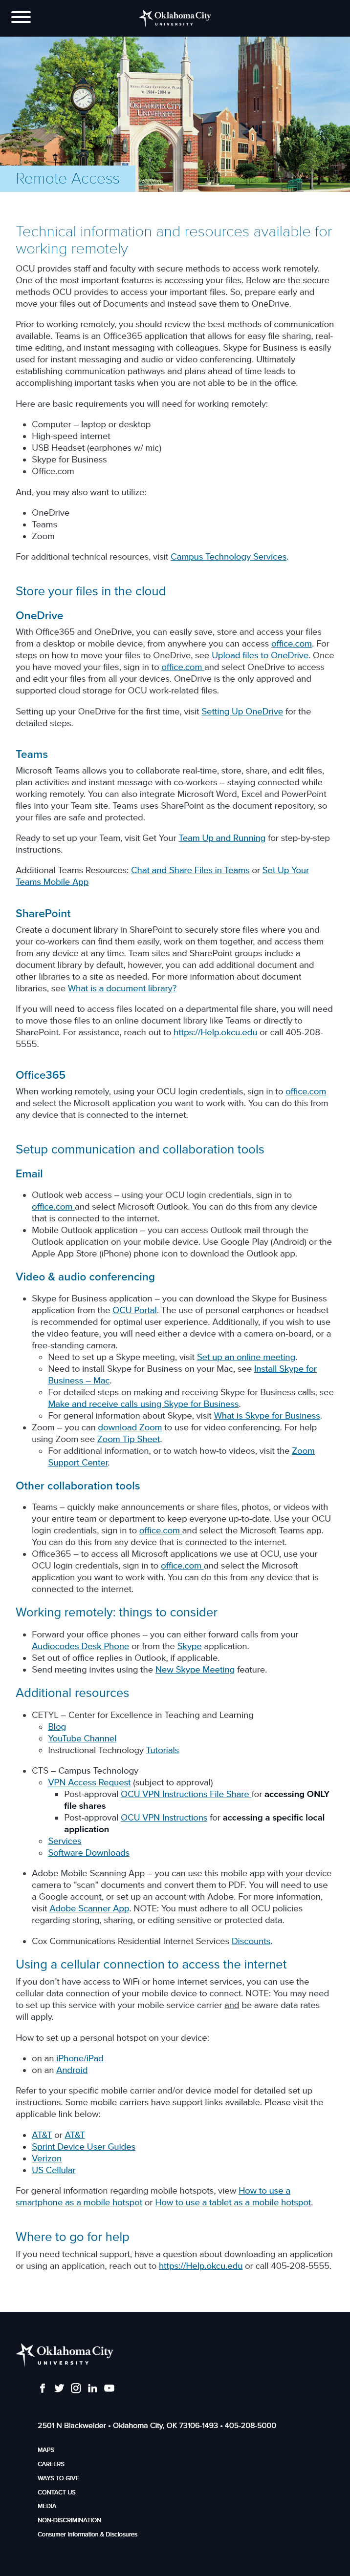 Oklahoma City
UNIVERSITY
OKLAHOMA CITY
UNIVERSITY
Remote Access
Technical information and resources available for
working remotely
OCU provides staff and faculty with secure methods to access work remotely.
One of the most important features is accessing your files. Below are the secure
methods OCU provides to access your important files. So, prepare early and
move your files out of Documents and instead save them to OneDrive.
Prior to working remotely, you should review the best methods of communication
available. Teams is an Office365 application that allows for easy file sharing, real-
time editing, and instant messaging with colleagues. Skype for Business is easily
used for instant messaging and audio or video conferencing. Ultimately
establishing communication pathways and plans ahead of time leads to
accomplishing important tasks when you are not able to be in the office.
Here are basic requirements you will need for working remotely:
• Computer – laptop or desktop
• High-speed internet
• USB Headset (earphones w/ mic)
• Skype for Business
• Office.com
And, you may also want to utilize:
• OneDrive
• Teams
• Zoom
For additional technical resources, visit Campus Technology Services.
Store your files in the cloud
OneDrive
With Office365 and OneDrive, you can easily save, store and access your files
from a desktop or mobile device, from anywhere you can access office.com. For
steps on how to move your files to OneDrive, see Upload files to OneDrive. Once
you have moved your files, sign in to office.com and select OneDrive to access
and edit your files from all your devices. OneDrive is the only approved and
supported cloud storage for OCU work-related files.
Setting up your OneDrive for the first time, visit Setting Up OneDrive for the
detailed steps.
Teams
Microsoft Teams allows you to collaborate real-time, store, share, and edit files,
plan activities and instant message with co-workers – staying connected while
working remotely. You can also integrate Microsoft Word, Excel and PowerPoint
files into your Team site. Teams uses SharePoint as the document repository, so
your files are safe and protected.
Ready to set up your Team, visit Get Your Team Up and Running for step-by-step
instructions.
Additional Teams Resources: Chat and Share Files in Teams or Set Up Your
Teams Mobile App
SharePoint
Create a document library in SharePoint to securely store files where you and
your co-workers can find them easily, work on them together, and access them
from any device at any time. Team sites and SharePoint groups include a
document library by default, however, you can add additional document and
other libraries to a site as needed. For more information about document
libraries, see What is a document library?
If you will need to access files located on a departmental file share, you will need
to move those files to an online document library like Teams or directly to
SharePoint. For assistance, reach out to https://Help.okcu.edu or call 405-208-
5555.
Office365
When working remotely, using your OCU login credentials, sign in to office.com
and select the Microsoft application you want to work with. You can do this from
any device that is connected to the internet.
Setup communication and collaboration tools
Email
• Outlook web access – using your OCU login credentials, sign in to
office.com and select Microsoft Outlook. You can do this from any device
that is connected to the internet.
• Mobile Outlook application – you can access Outlook mail through the
Outlook application on your mobile device. Use Google Play (Android) or the
Apple App Store (iPhone) phone icon to download the Outlook app.
Video & audio conferencing
• Skype for Business application – you can download the Skype for Business
application from the OCU Portal. The use of personal earphones or headset
is recommended for optimal user experience. Additionally, if you wish to use
the video feature, you will need either a device with a camera on-board, or a
free-standing camera.
◦ Need to set up a Skype meeting, visit Set up an online meeting.
◦ Need to install Skype for Business on your Mac, see Install Skype for
Business – Mac.
◦ For detailed steps on making and receiving Skype for Business calls, see
Make and receive calls using Skype for Business.
◦ For general information about Skype, visit What is Skype for Business.
• Zoom – you can download Zoom to use for video conferencing. For help
using Zoom see Zoom Tip Sheet.
◦ For additional information, or to watch how-to videos, visit the Zoom
Support Center.
Other collaboration tools
• Teams – quickly make announcements or share files, photos, or videos with
your entire team or department to keep everyone up-to-date. Use your OCU
login credentials, sign in to office.com and select the Microsoft Teams app.
You can do this from any device that is connected to the internet.
• Office365 – to access all Microsoft applications we use at OCU, use your
OCU login credentials, sign in to office.com and select the Microsoft
application you want to work with. You can do this from any device that is
connected to the internet.
Working remotely: things to consider
• Forward your office phones – you can either forward calls from your
Audiocodes Desk Phone or from the Skype application.
• Set out of office replies in Outlook, if applicable.
• Send meeting invites using the New Skype Meeting feature.
Additional resources
• CETYL – Center for Excellence in Teaching and Learning
◦ Blog
◦ YouTube Channel
◦ Instructional Technology Tutorials
• CTS – Campus Technology
◦ VPN Access Request (subject to approval)
▪ Post-approval OCU VPN Instructions File Share for accessing ONLY
file shares
▪ Post-approval OCU VPN Instructions for accessing a specific local
application
◦ Services
◦ Software Downloads
• Adobe Mobile Scanning App – you can use this mobile app with your device
camera to “scan” documents and convert them to PDF. You will need to use
a Google account, or set up an account with Adobe. For more information,
visit Adobe Scanner App. NOTE: You must adhere to all OCU policies
regarding storing, sharing, or editing sensitive or protected data.
• Cox Communications Residential Internet Services Discounts.
Using a cellular connection to access the internet
If you don’t have access to WiFi or home internet services, you can use the
cellular data connection of your mobile device to connect. NOTE: You may need
to set up this service with your mobile service carrier and be aware data rates
will apply.
How to set up a personal hotspot on your device:
• on an iPhone/iPad
• on an Android
Refer to your specific mobile carrier and/or device model for detailed set up
instructions. Some mobile carriers have support links available. Please visit the
applicable link below:
• AT&T or AT&T
• Sprint Device User Guides
• Verizon
• US Cellular
For general information regarding mobile hotspots, view How to use a
smartphone as a mobile hotspot or How to use a tablet as a mobile hotspot.
Where to go for help
If you need technical support, have a question about downloading an application
or using an application, reach out to https://Help.okcu.edu or call 405-208-5555.
Oklahoma City
UNIVERSITY
2501 N Blackwelder • Oklahoma City, OK 73106-1493 • 405-208-5000
MAPS
CAREERS
WAYS TO GIVE
CONTACT US
MEDIA
NON-DISCRIMINATION
Consumer Information & Disclosures